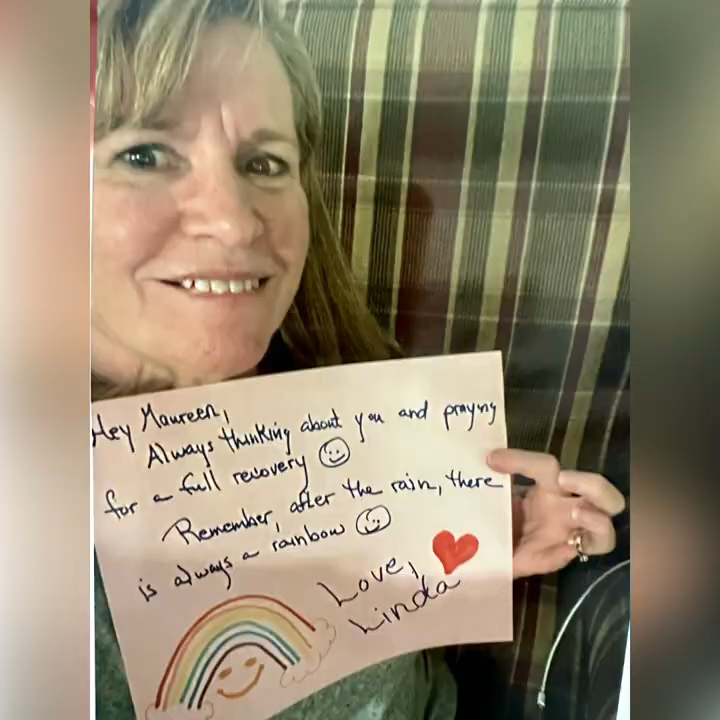 Hey Maureen,
Always thinking about you and praying
for a full recovery ☺
Remember, after the rain, there
is always a rainbow ☺
Love,
Linda